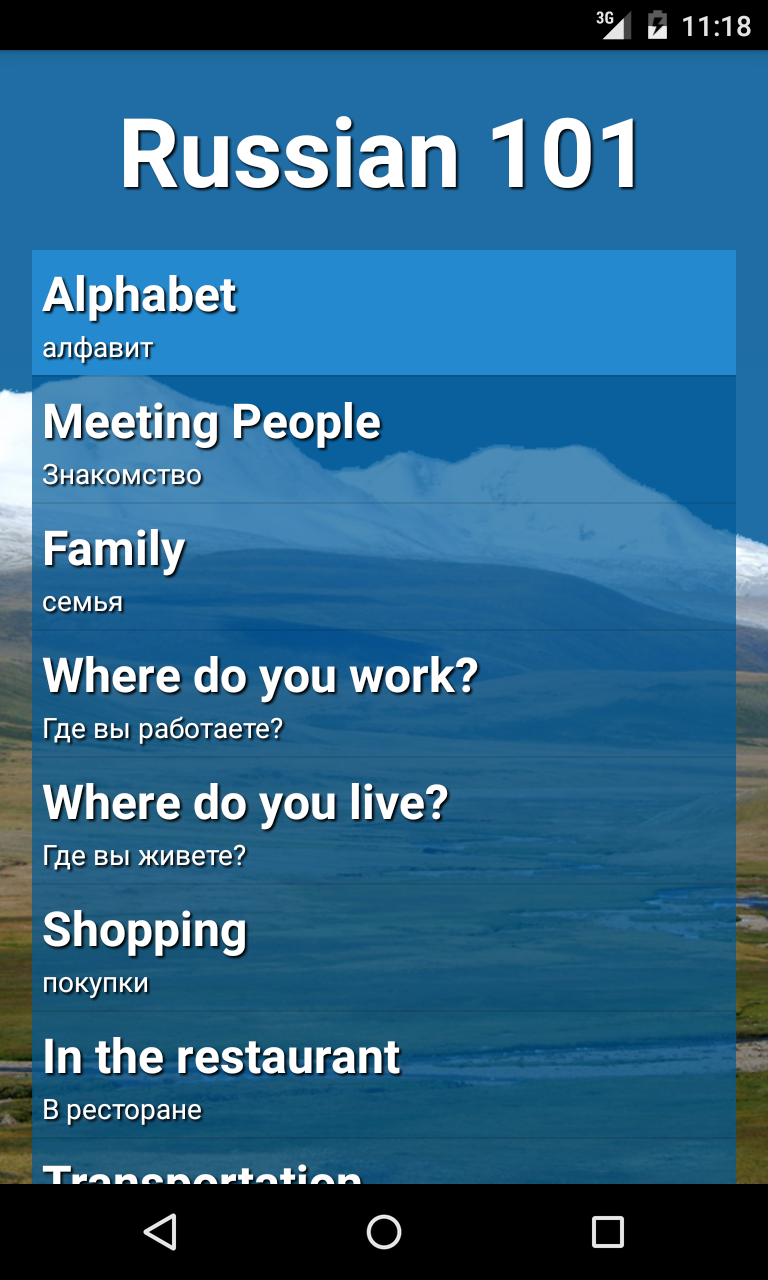 3G 11:18
Russian 101
Alphabet
алфавит
Meeting People
Знакомство
Family
семья
Where do you work?
Где вы работаете?
Where do you live?
Где вы живете?
Shopping
покупки
In the restaurant
В ресторане
Transportation